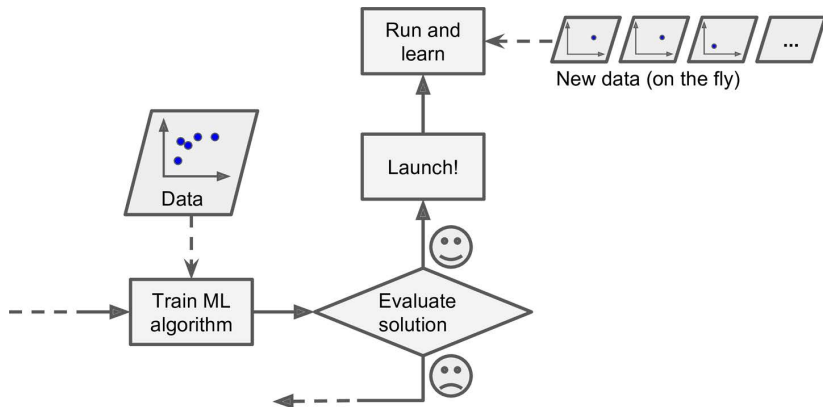 Run and
learn
...
New data (on the fly)
Launch!
Data
Train ML
algorithm
Evaluate
solution